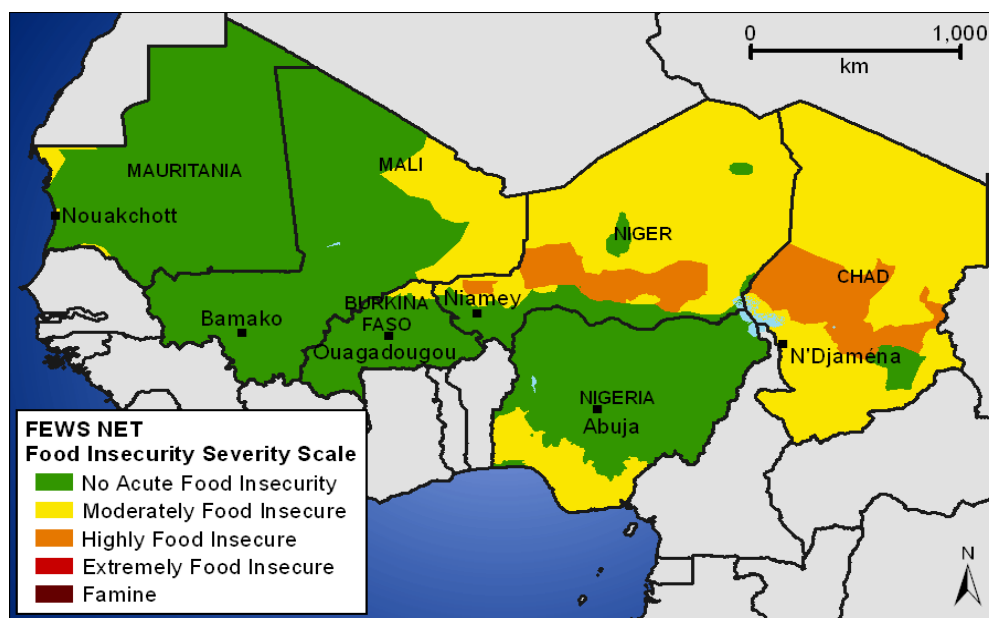 0 1,000
km
MAURITANIA
MALI
Nouakchott
NIGER
CHAD
BURKINA
FASO
Niamey
Bamako
Ouagadougou
N'Djaména
NIGERIA
Abuja
FEWS NET
Food Insecurity Severity Scale
No Acute Food Insecurity
Moderately Food Insecure
Highly Food Insecure
Extremely Food Insecure
Famine
N